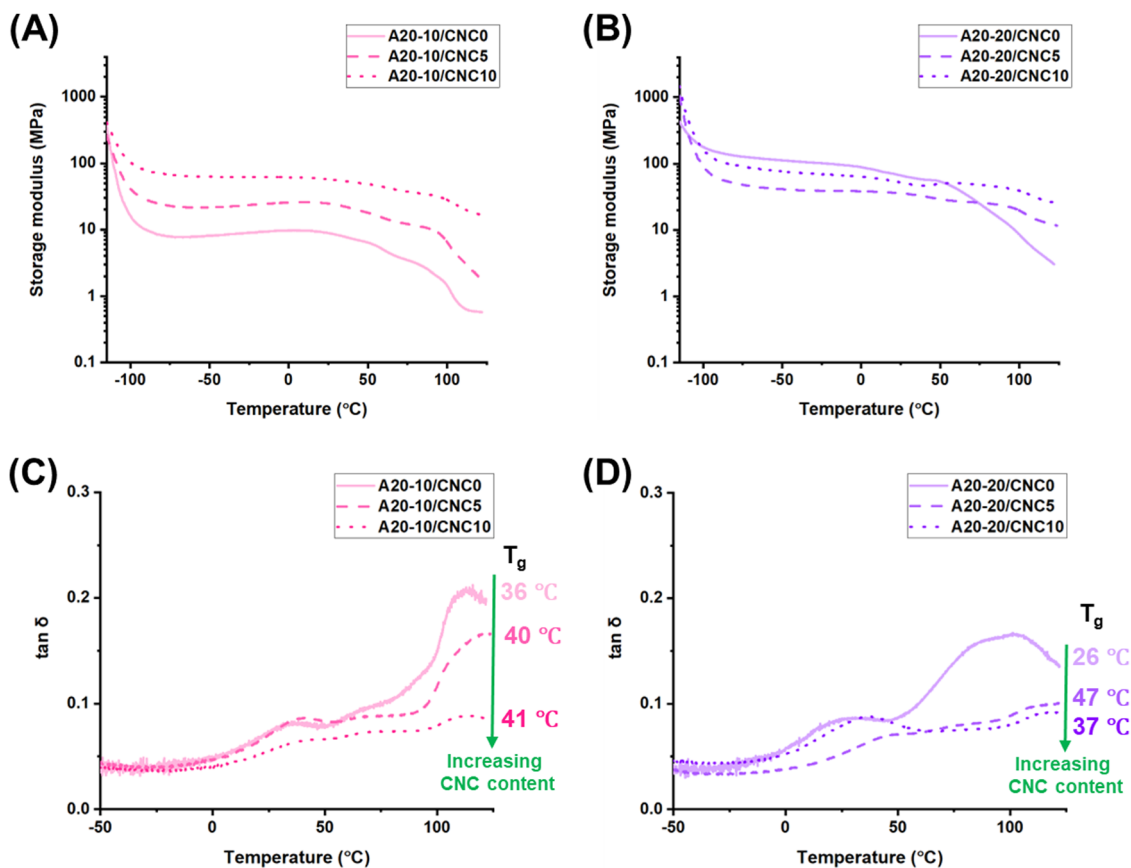 (A)
A20-10/CNC0
A20-10/CNC5
A20-10/CNC10
1000
100
10
1
0.1
Storage modulus (MPa)
-100
-50
0
50
100
Temperature (°C)
(B)
A20-20/CNC0
A20-20/CNC5
A20-20/CNC10
1000
100
10
1
0.1
Storage modulus (MPa)
-100
-50
0
50
100
Temperature (°C)
(C)
A20-10/CNC0
A20-10/CNC5
A20-10/CNC10
0.3
0.2
0.1
0.0
tan δ
-50
0
50
100
Temperature (°C)
Tg
36 ℃
40 ℃
41 ℃
Increasing
CNC content
(D)
A20-20/CNC0
A20-20/CNC5
A20-20/CNC10
0.3
0.2
0.1
0.0
tan δ
-50
0
50
100
Temperature (°C)
Tg
26 ℃
47 ℃
37 ℃
Increasing
CNC content